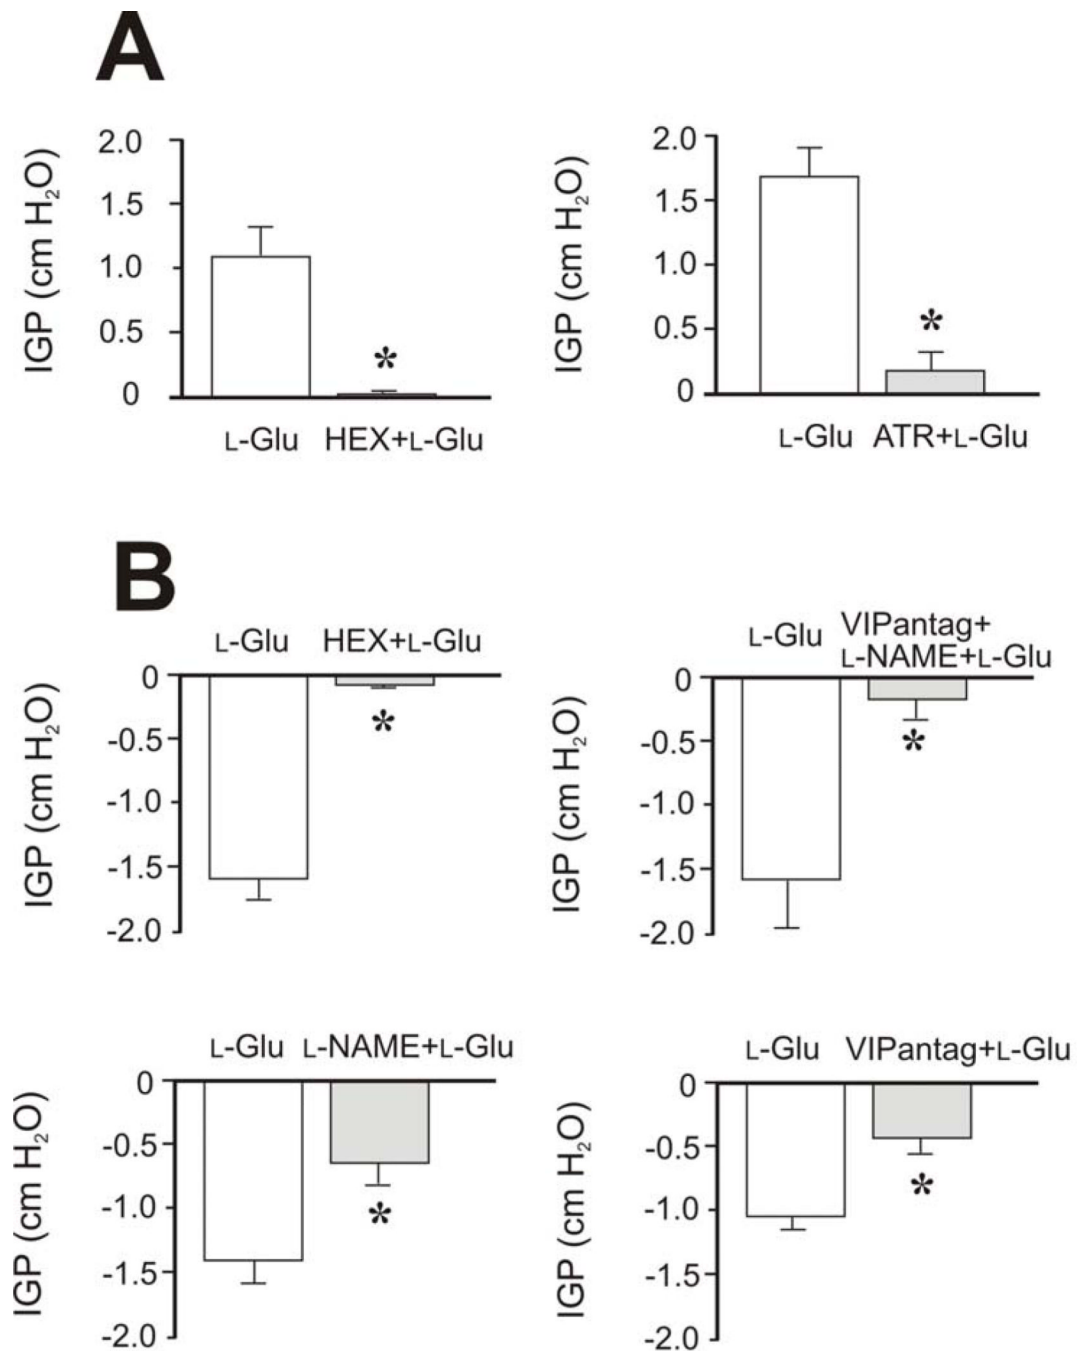 A
IGP (cm H₂O)
2.0
1.5
1.0
0.5
0
*
L-Glu HEX+L-Glu
IGP (cm H₂O)
2.0
1.5
1.0
0.5
0
*
L-Glu ATR+L-Glu
B
L-Glu HEX+L-Glu
IGP (cm H₂O)
0
-0.5
-1.0
-1.5
-2.0
*
L-Glu VIPantag+
L-NAME+L-Glu
IGP (cm H₂O)
0
-0.5
-1.0
-1.5
-2.0
*
L-Glu L-NAME+L-Glu
IGP (cm H₂O)
0
-0.5
-1.0
-1.5
-2.0
*
L-Glu VIPantag+L-Glu
IGP (cm H₂O)
0
-0.5
-1.0
-1.5
-2.0
*